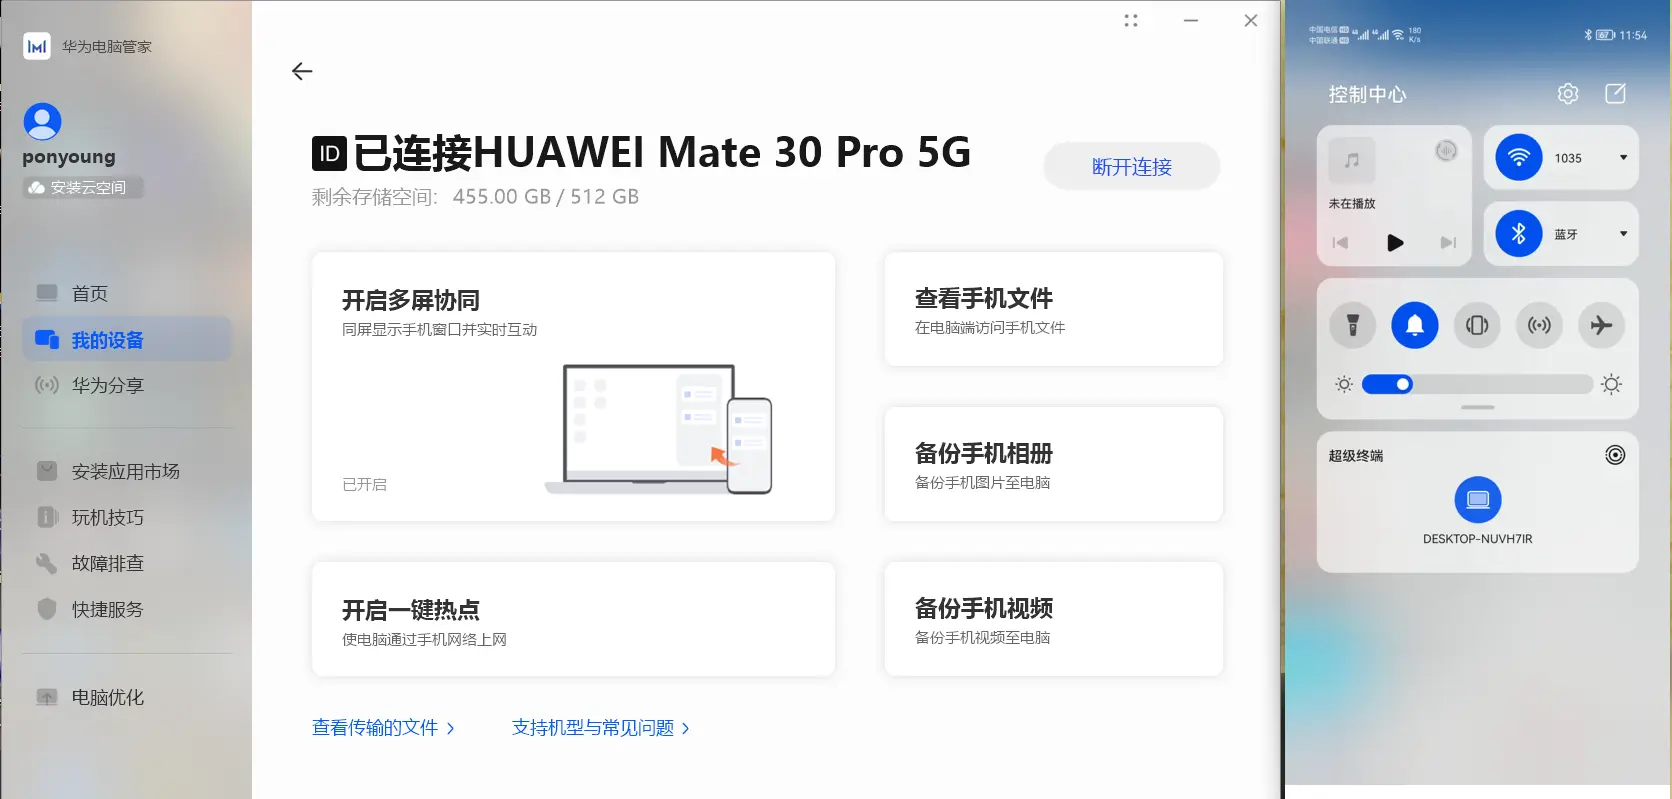 华为电脑管家
ponyoung
安装云空间
首页
我的设备
华为分享
安装应用市场
玩机技巧
故障排查
快捷服务
电脑优化
ID 已连接HUAWEI Mate 30 Pro 5G
剩余存储空间: 455.00 GB / 512 GB
断开连接
开启多屏协同
同屏显示手机窗口并实时互动
已开启
查看手机文件
在电脑端访问手机文件
备份手机相册
备份手机图片至电脑
开启一键热点
使电脑通过手机网络上网
备份手机视频
备份手机视频至电脑
查看传输的文件
支持机型与常见问题
中国电信 HD 4G 4G 180
中国联通 HD K/s
67 11:54
控制中心
未在播放
1035
蓝牙
超级终端
DESKTOP-NUVH7IR